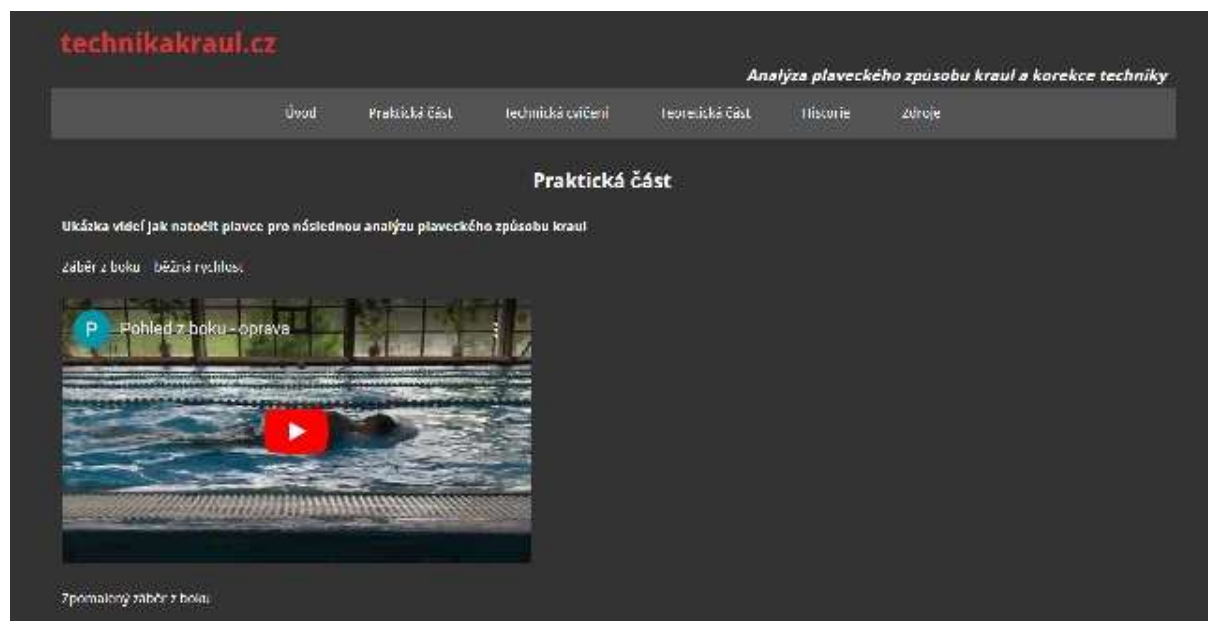 technikakraul.cz
Analýza plaveckého způsobu kraul a korekce techniky
Úvod Praktická část Technická cvičení Teoretická část Historie Zdroje
Praktická část
Ukázka videí jak natočit plavce pro následnou analýzu plaveckého způsobu kraul
Záběr z boku běžná rychlost
P Pohled z boku - oprava
Zpomalený záběr z boku